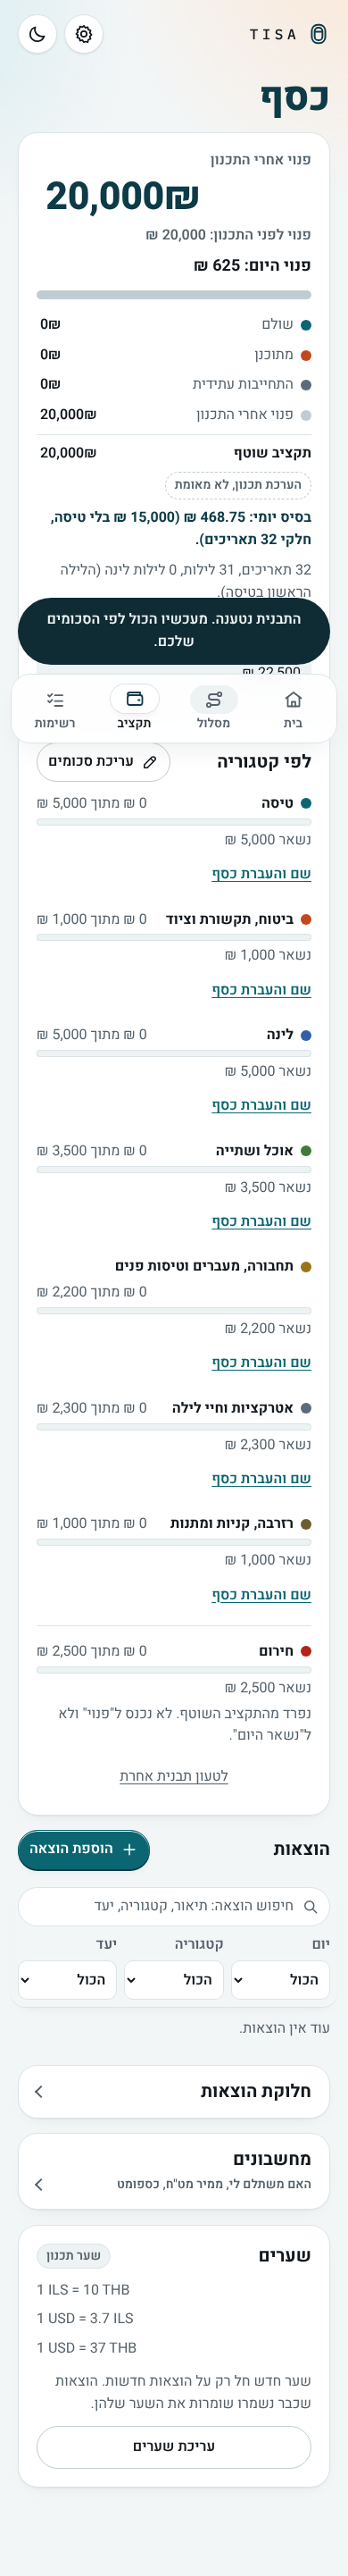 TISA
כסף
פנוי אחרי התכנון
20,000₪
פנוי לפני התכנון: 20,000 ₪
פנוי היום: 625 ₪
שולם 0₪
מתוכנן 0₪
התחייבות עתידית 0₪
פנוי אחרי התכנון 20,000₪
תקציב שוטף 20,000₪
הערכת תכנון, לא מאומת
בסיס יומי: 468.75 ₪ (15,000 ₪ בלי טיסה,
חלקי 32 תאריכים).
32 תאריכים, 31 לילות, 0 לילות לינה (הלילה
הראשון בטיסה).
התבנית נטענה. מעכשיו הכול לפי הסכומים
שלכם.
22,500 ₪
בית
מסלול
תקציב
רשימות
לפי קטגוריה
עריכת סכומים
טיסה 0 ₪ מתוך 5,000 ₪
נשאר 5,000 ₪
שם והעברת כסף
ביטוח, תקשורת וציוד 0 ₪ מתוך 1,000 ₪
נשאר 1,000 ₪
שם והעברת כסף
לינה 0 ₪ מתוך 5,000 ₪
נשאר 5,000 ₪
שם והעברת כסף
אוכל ושתייה 0 ₪ מתוך 3,500 ₪
נשאר 3,500 ₪
שם והעברת כסף
תחבורה, מעברים וטיסות פנים
0 ₪ מתוך 2,200 ₪
נשאר 2,200 ₪
שם והעברת כסף
אטרקציות וחיי לילה 0 ₪ מתוך 2,300 ₪
נשאר 2,300 ₪
שם והעברת כסף
רזרבה, קניות ומתנות 0 ₪ מתוך 1,000 ₪
נשאר 1,000 ₪
שם והעברת כסף
חירום 0 ₪ מתוך 2,500 ₪
נשאר 2,500 ₪
נפרד מהתקציב השוטף. לא נכנס ל"פנוי" ולא
ל"נשאר היום".
לטעון תבנית אחרת
הוצאות
הוספת הוצאה
חיפוש הוצאה: תיאור, קטגוריה, יעד
יום קטגוריה יעד
הכול הכול הכול
עוד אין הוצאות.
חלוקת הוצאות
מחשבונים
האם משתלם לי, ממיר מט"ח, כספומט
שערים
שער תכנון
1 ILS = 10 THB
1 USD = 3.7 ILS
1 USD = 37 THB
שער חדש חל רק על הוצאות חדשות. הוצאות
שכבר נשמרו שומרות את השער שלהן.
עריכת שערים